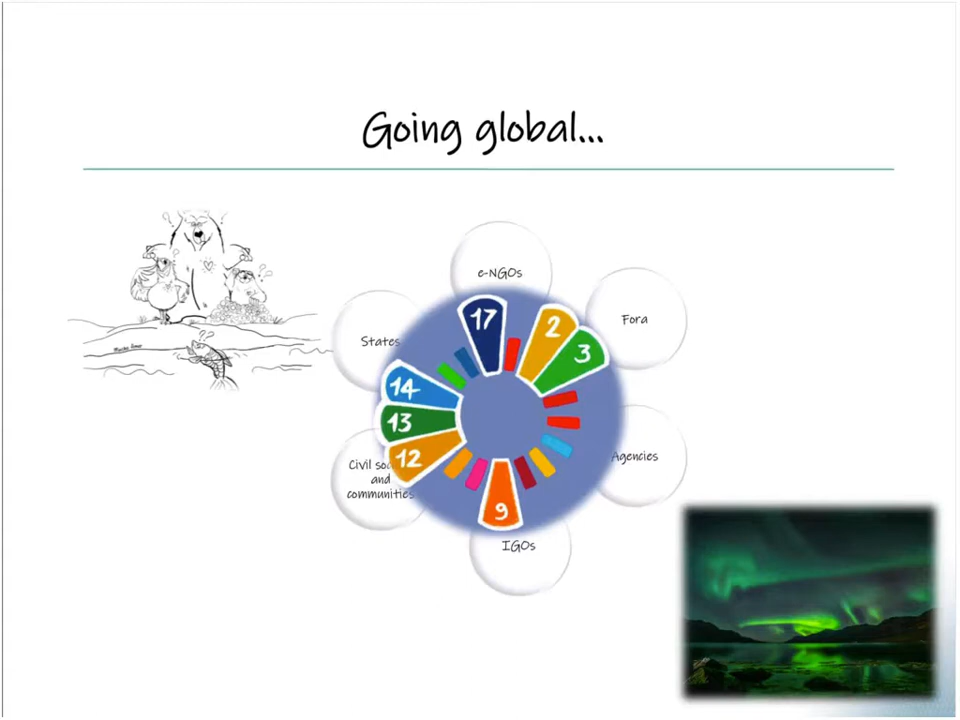 Going global...
e-NGOs
Fora
States
Agencies
Civil soc
and
communities
IGOs
17
2
3
14
13
12
9